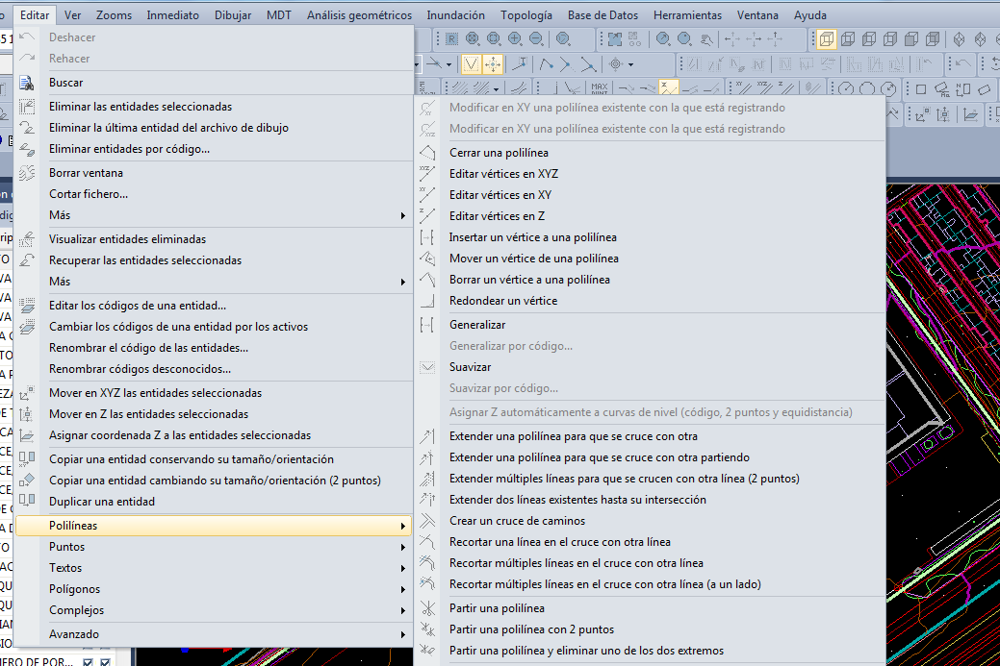 Editar Ver Zooms Inmediato Dibujar MDT Análisis geométricos Inundación Topología Base de Datos Herramientas Ventana Ayuda
Deshacer
Rehacer
Buscar
Eliminar las entidades seleccionadas
Eliminar la última entidad del archivo de dibujo
Eliminar entidades por código...
Borrar ventana
Cortar fichero...
Más
Visualizar entidades eliminadas
Recuperar las entidades seleccionadas
Más
Editar los códigos de una entidad...
Cambiar los códigos de una entidad por los activos
Renombrar el código de las entidades...
Renombrar códigos desconocidos...
Mover en XYZ las entidades seleccionadas
Mover en Z las entidades seleccionadas
Asignar coordenada Z a las entidades seleccionadas
Copiar una entidad conservando su tamaño/orientación
Copiar una entidad cambiando su tamaño/orientación (2 puntos)
Duplicar una entidad
Polilíneas
Puntos
Textos
Polígonos
Complejos
Avanzado
Modificar en XY una polilínea existente con la que está registrando
Modificar en XY una polilínea existente con la que está registrando
Cerrar una polilínea
Editar vértices en XYZ
Editar vértices en XY
Editar vértices en Z
Insertar un vértice a una polilínea
Mover un vértice de una polilínea
Borrar un vértice a una polilínea
Redondear un vértice
Generalizar
Generalizar por código...
Suavizar
Suavizar por código...
Asignar Z automáticamente a curvas de nivel (código, 2 puntos y equidistancia)
Extender una polilínea para que se cruce con otra
Extender una polilínea para que se cruce con otra partiendo
Extender múltiples líneas para que se crucen con otra línea (2 puntos)
Extender dos líneas existentes hasta su intersección
Crear un cruce de caminos
Recortar una línea en el cruce con otra línea
Recortar múltiples líneas en el cruce con otra línea
Recortar múltiples líneas en el cruce con otra línea (a un lado)
Partir una polilínea
Partir una polilínea con 2 puntos
Partir una polilínea y eliminar uno de los dos extremos